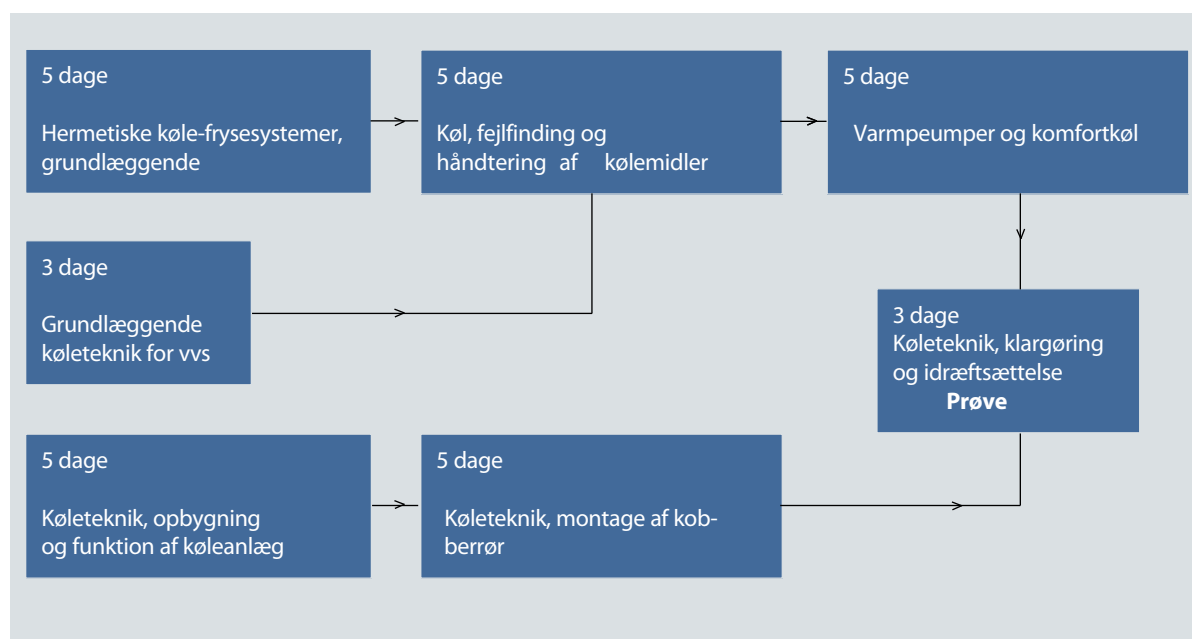 5 dage
Hermetiske køle-frysesystemer,
grundlæggende
5 dage
Køl, fejlfinding og
håndtering af kølemidler
5 dage
Varmpeumper og komfortkøl
3 dage
Grundlæggende
køleteknik for vvs
3 dage
Køleteknik, klargøring
og idræftsættelse
Prøve
5 dage
Køleteknik, opbygning
og funktion af køleanlæg
5 dage
Køleteknik, montage af kob-
berrør